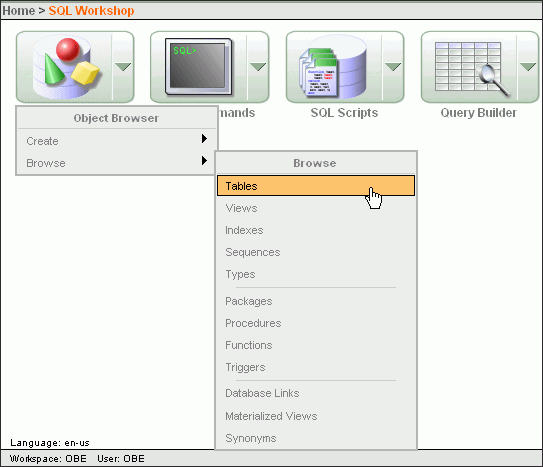 Home > SQL Workshop
SQL>
mands
SQL Scripts
Query Builder
Object Browser
Create
Browse
Browse
Tables
Views
Indexes
Sequences
Types
Packages
Procedures
Functions
Triggers
Database Links
Materialized Views
Synonyms
Language: en-us
Workspace: OBE User: OBE